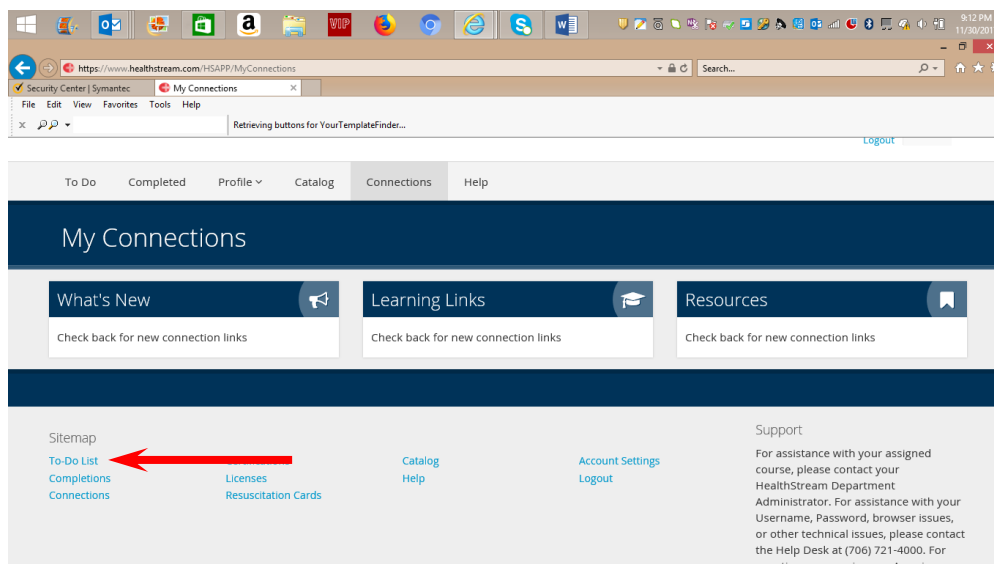 VIP
9:12 PM
11/30/201
https://www.healthstream.com/HSAPP/MyConnections
Search...
Security Center | Symantec
My Connections
File Edit View Favorites Tools Help
Retrieving buttons for YourTemplateFinder...
Logout
To Do Completed Profile Catalog Connections Help
My Connections
What's New
Learning Links
Resources
Check back for new connection links
Check back for new connection links
Check back for new connection links
Sitemap
To-Do List
Completions
Connections
Licenses
Resuscitation Cards
Catalog
Help
Account Settings
Logout
Support
For assistance with your assigned
course, please contact your
HealthStream Department
Administrator. For assistance with your
Username, Password, browser issues,
or other technical issues, please contact
the Help Desk at (706) 721-4000. For